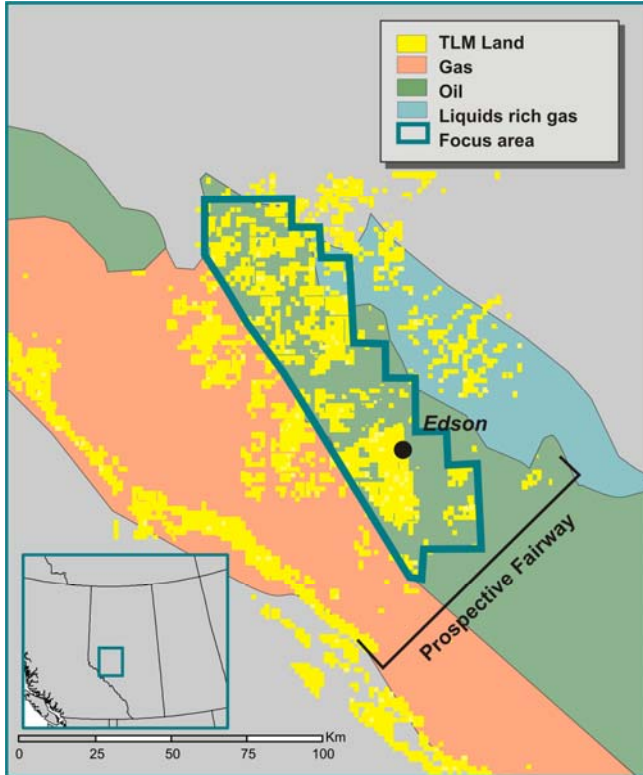 TLM Land
Gas
Oil
Liquids rich gas
Focus area
Edson
Prospective Fairway
Km
0 25 50 75 100